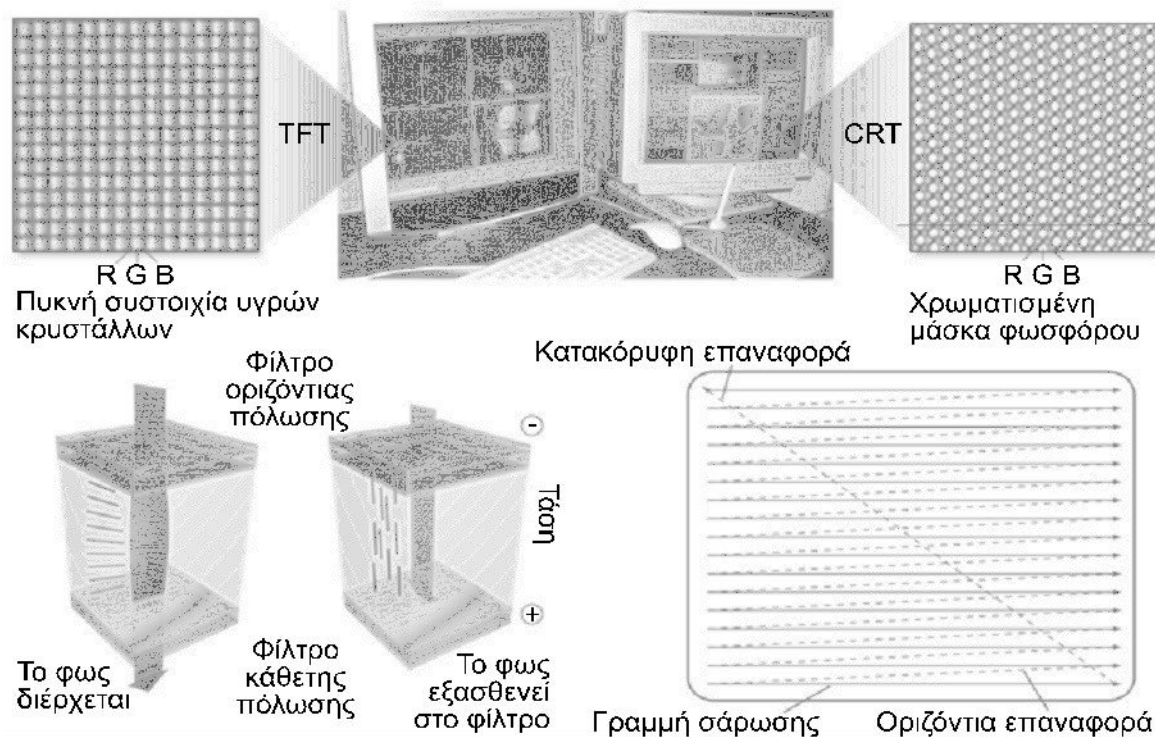 TFT
CRT
R G B
Πυκνή συστοιχία υγρών
κρυστάλλων
R G B
Χρωματισμένη
μάσκα φωσφόρου
Φίλτρο
οριζόντιας
πόλωσης
Κατακόρυφη επαναφορά
-
Τάση
+
Το φως
διέρχεται
Φίλτρο
κάθετης
πόλωσης
Το φως
εξασθενεί
στο φίλτρο
Γραμμή σάρωσης
Οριζόντια επαναφορά